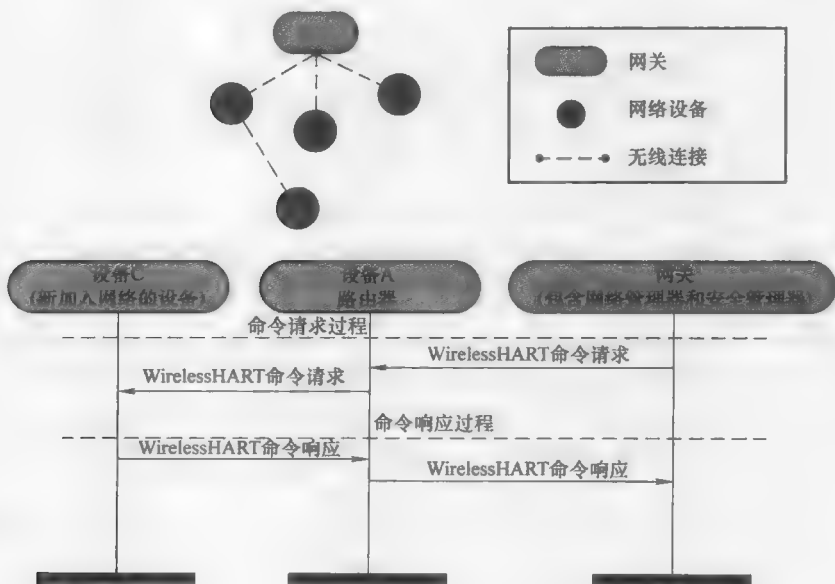 网关
网络设备
无线连接
设备C
(新加入网络的设备)
设备A
路由器
网关
(包含网络管理器和安全管理器)
命令请求过程
WirelessHART命令请求
WirelessHART命令请求
命令响应过程
WirelessHART命令响应
WirelessHART命令响应